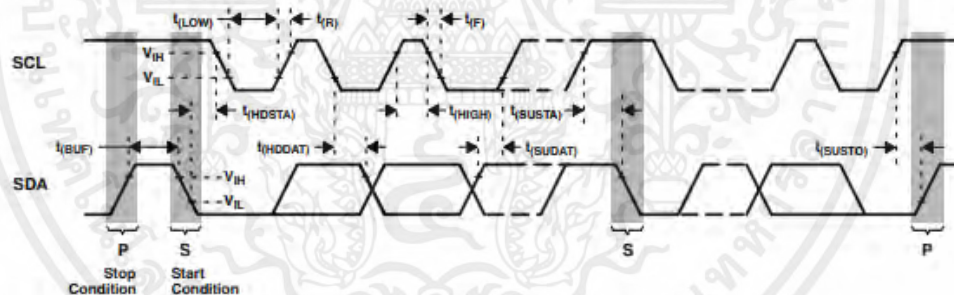 t(LOW) t(R) t(F)
SCL
VIH
VIL
t(HDSTA) t(HIGH) t(SUSTA)
t(BUF) t(HDDAT) t(SUDAT) t(SUSTO)
SDA
VIH
VIL
P S S P
Stop Condition
Start Condition